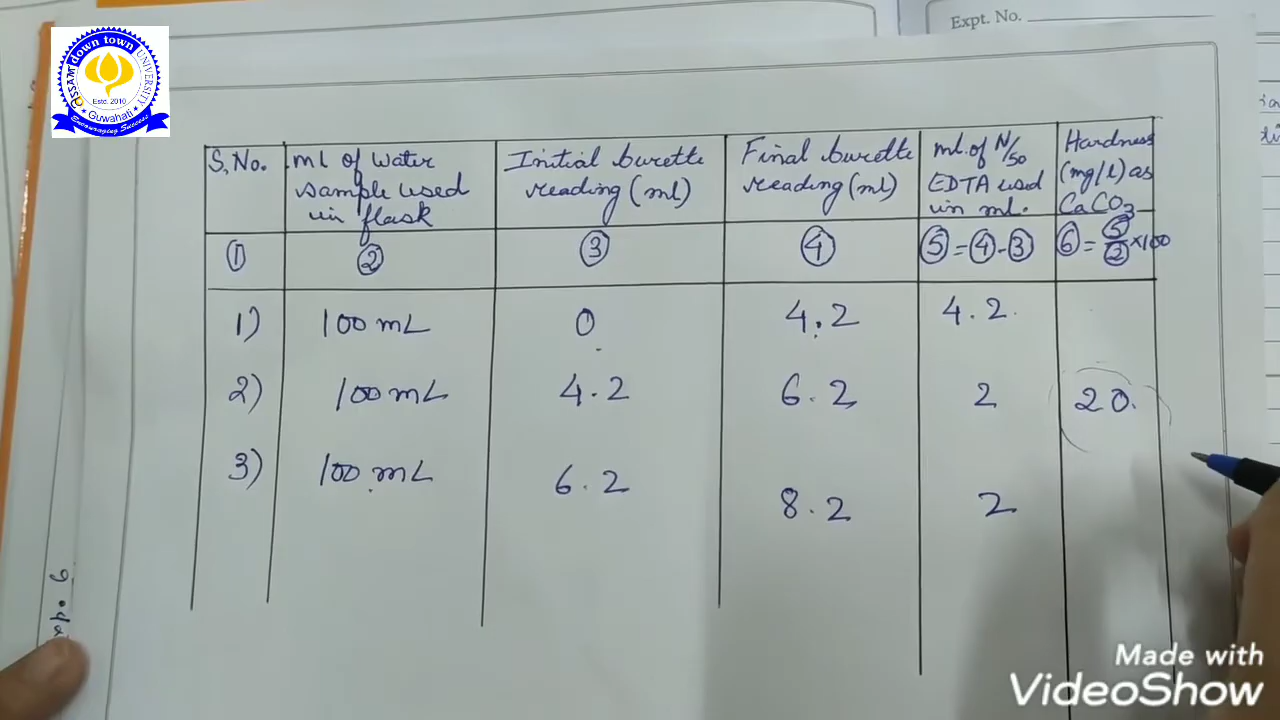 Expt. No.
ASSAM down town UNIVERSITY
Estd. 2010
Guwahati
Encouraging Success
S. No.
ml of water
sample used
in flask
Initial burette
reading (ml)
Final burette
reading (ml)
ml. of N/50
EDTA used
in ml.
Hardness
(mg/l) as
CaCO3
① ② ③ ④ ⑤ = ④ - ③ ⑥ = ⑤/② ×100
1) 100 mL 0 4.2 4.2
2) 100 mL 4.2 6.2 2 20.
3) 100 mL 6.2 8.2 2
Made with
VideoShow